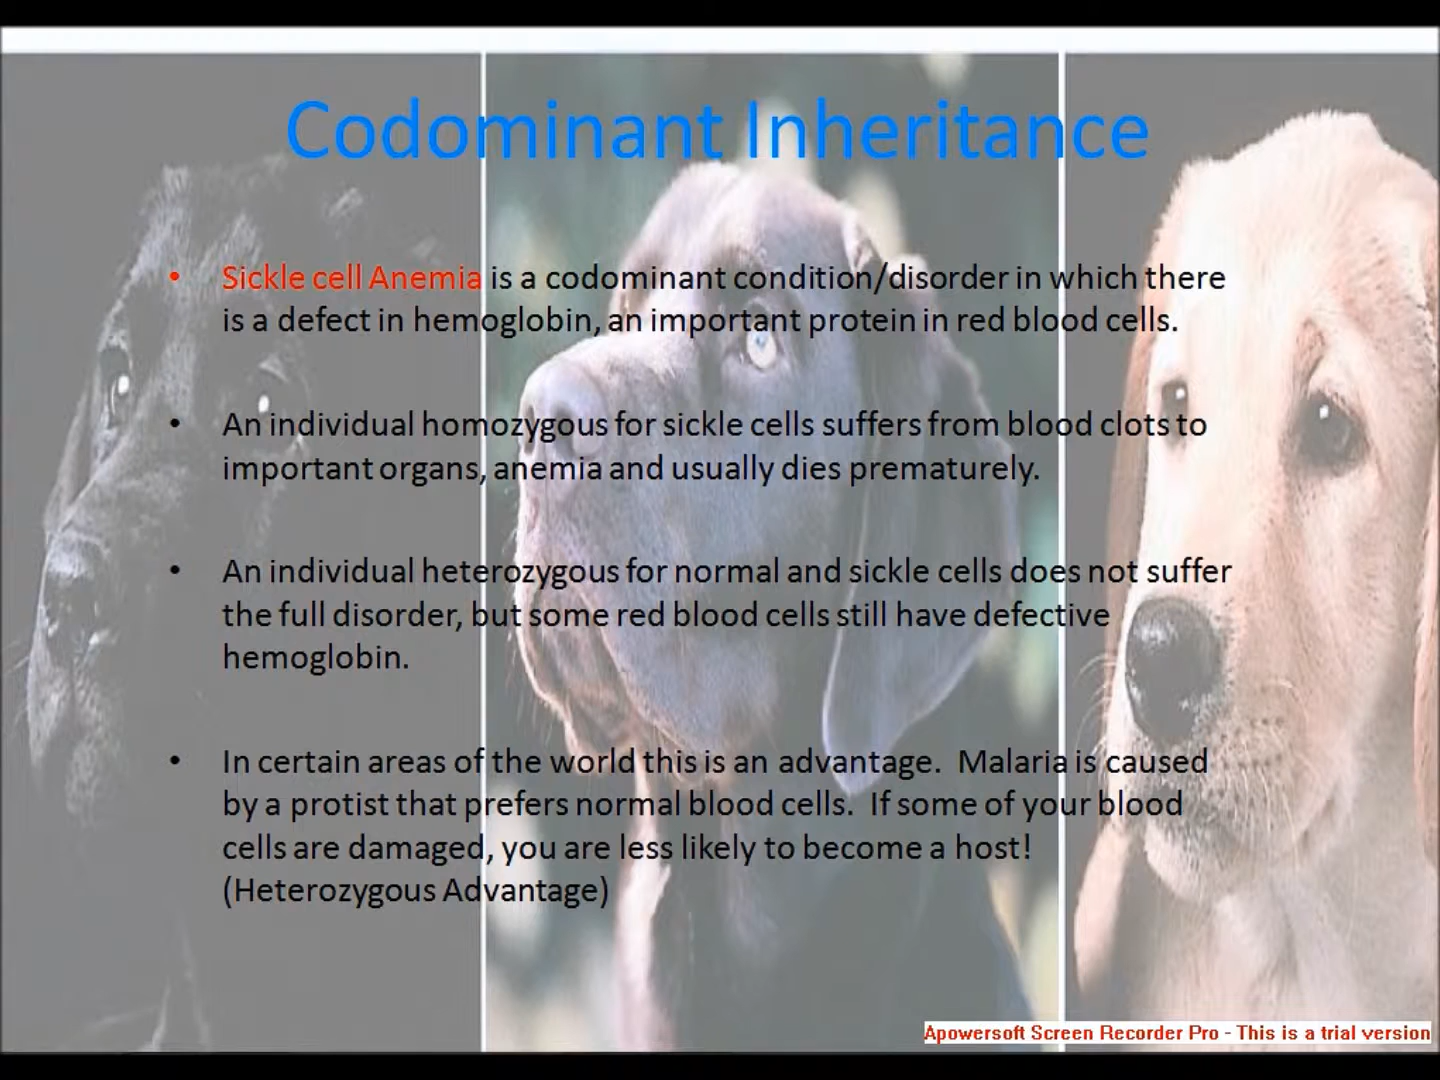 Codominant Inheritance
• Sickle cell Anemia is a codominant condition/disorder in which there
is a defect in hemoglobin, an important protein in red blood cells.
• An individual homozygous for sickle cells suffers from blood clots to
important organs, anemia and usually dies prematurely.
• An individual heterozygous for normal and sickle cells does not suffer
the full disorder, but some red blood cells still have defective
hemoglobin.
• In certain areas of the world this is an advantage.  Malaria is caused
by a protist that prefers normal blood cells.  If some of your blood
cells are damaged, you are less likely to become a host!
(Heterozygous Advantage)
Apowersoft Screen Recorder Pro - This is a trial version